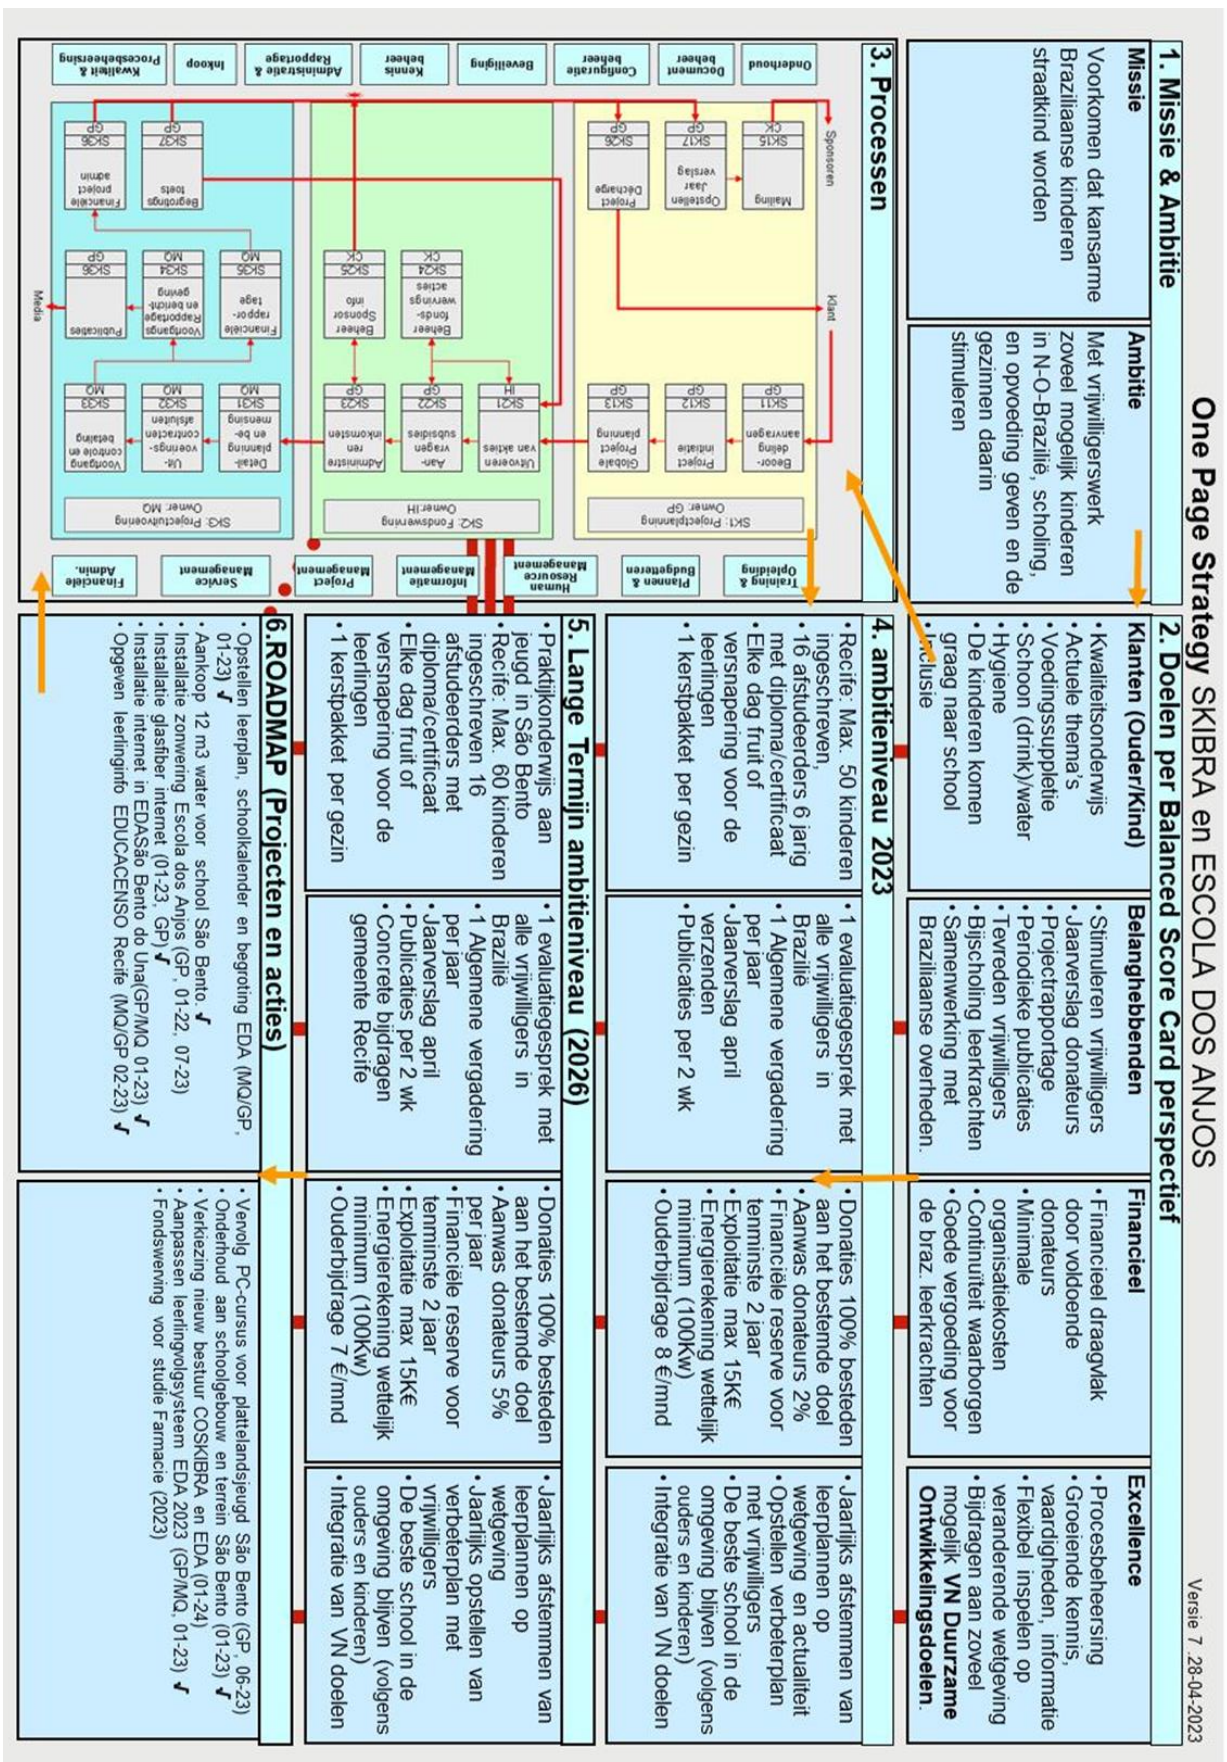 One Page Strategy SKIBRA en ESCOLA DOS ANJOS
Versie 7 .28-04-2023
1. Missie & Ambitie
Missie
Voorkomen dat kansarme
Braziliaanse kinderen
straatkind worden
Ambitie
Met vrijwilligerswerk
zoveel mogelijk kinderen
in N-O-Brazilië, scholing,
en opvoeding geven en de
gezinnen daarin
stimuleren
2. Doelen per Balanced Score Card perspectief
Klanten (Ouder/Kind)
• Kwaliteitsonderwijs
• Actuele thema's
• Voedingssuppletie
• Schoon (drink)/water
• Hygiene
• De kinderen komen
graag naar school
• Inclusie
Belanghebbenden
• Stimuleren vrijwilligers
• Jaarverslag donateurs
• Projectrapportage
• Periodieke publicaties
• Tevreden vrijwilligers
• Bijscholing leerkrachten
• Samenwerking met
Braziliaanse overheden.
Financieel
• Financieel draagvlak
door voldoende
donateurs
• Minimale
organisatiekosten
• Continuïteit waarborgen
• Goede vergoeding voor
de braz. leerkrachten
Excellence
• Procesbeheersing
• Groeiende kennis,
vaardigheden, informatie
• Flexibel inspelen op
veranderende wetgeving
• Bijdragen aan zoveel
mogelijk VN Duurzame
Ontwikkelingsdoelen.
3. Processen
Onderhoud
Document
beheer
Configuratie
beheer
Beveiliging
Kennis
beheer
Administratie &
Rapportage
Inkoop
Kwaliteit &
Procesbeheersing
Sponsoren
Klant
Media
Mailing
SK15
CK
Opstellen
Jaar
verslag
SK17
GP
Project
Décharge
SK26
GP
Begrotings
toets
SK37
GP
Financiële
project
admin
SK36
GP
Beheer
fonds-
wervings
acties
SK24
CK
Beheer
Sponsor
info
SK25
CK
Financiële
rappor-
tage
SK35
MQ
Voortgangs
Rapportage
en bericht-
geving
SK34
MQ
Publicaties
SK36
GP
Beoor-
deling
aanvragen
SK11
GP
Project
initiatie
SK12
GP
Globale
Project
planning
SK13
GP
Uitvoeren
van akties
SK21
IH
Aan-
vragen
subsidies
SK22
GP
Administre
ren
inkomsten
SK23
GP
Detail-
planning
en be-
mensing
SK31
MQ
Uit-
voerings-
contracten
afsluiten
SK32
MQ
Voortgang
controle en
betaling
SK33
MQ
SK1: Projectplanning
Owner: GP
SK2: Fondswerving
Owner:IH
SK3: Projectuitvoering
Owner: MQ
Training &
Opleiding
Plannen &
Budgetteren
Human
Resource
Management
Informatie
Management
Project
Management
Service
Management
Financiële
Admin.
4. ambitieniveau 2023
• Recife: Max. 50 kinderen
ingeschreven,
• 16 afstudeerders 6 jarig
met diploma/certificaat
• Elke dag fruit of
versnapering voor de
leerlingen
• 1 kerstpakket per gezin
• 1 evaluatiegesprek met
alle vrijwilligers in
Brazilië
• 1 Algemene vergadering
per jaar
• Jaarverslag april
verzenden
• Publicaties per 2 wk
• Donaties 100% besteden
aan het bestemde doel
• Aanwas donateurs 2%
• Financiële reserve voor
tenminste 2 jaar
• Exploitatie max 15K€
• Energierekening wettelijk
minimum (100Kw)
• Ouderbijdrage 8 €/mnd
• Jaarlijks afstemmen van
leerplannen op
wetgeving en actualiteit
• Opstellen verbeterplan
met vrijwilligers
• De beste school in de
omgeving blijven (volgens
ouders en kinderen)
• Integratie van VN doelen
5. Lange Termijn ambitieniveau (2026)
• Praktijkonderwijs aan
jeugd in São Bento
• Recife: Max. 60 kinderen
ingeschreven 16
afstudeerders met
diploma/certificaat
• Elke dag fruit of
versnapering voor de
leerlingen
• 1 kerstpakket per gezin
• 1 evaluatiegesprek met
alle vrijwilligers in
Brazilië
• 1 Algemene vergadering
per jaar
• Jaarverslag april
• Publicaties per 2 wk
• Concrete bijdragen
gemeente Recife
• Donaties 100% besteden
aan het bestemde doel
• Aanwas donateurs 5%
per jaar
• Financiële reserve voor
tenminste 2 jaar
• Exploitatie max 15K€
• Energierekening wettelijk
minimum (100Kw)
• Ouderbijdrage 7 €/mnd
• Jaarlijks afstemmen van
leerplannen op
wetgeving
• Jaarlijks opstellen van
verbeterplan met
vrijwilligers
• De beste school in de
omgeving blijven (volgens
ouders en kinderen)
• Integratie van VN doelen
6.ROADMAP (Projecten en acties)
• Opstellen leerplan, schoolkalender en begroting EDA (MQ/GP,
01-23) √
• Aankoop 12 m3 water voor school São Bento. √
• Installatie zonwering Escola dos Anjos (GP, 01-22, 07-23)
• Installatie glasfiber internet (01-23, GP) √
• Installatie internet in EDASão Bento do Una(GP/MQ, 01-23) √
• Opgeven leerlinginfo EDUCACENSO Recife (MQ/GP 02-23) √
• Vervolg PC-cursus voor plattelandsjeugd São Bento (GP, 06-23)
• Onderhoud aan schoolgebouw en terrein São Bento (01-23) √
• Verkiezing nieuw bestuur COSKIBRA en EDA (01-24)
• Aanpassen leerlingvolgsysteem EDA 2023 (GP/MQ, 01-23) √
• Fondswerving voor studie Farmacie (2023)